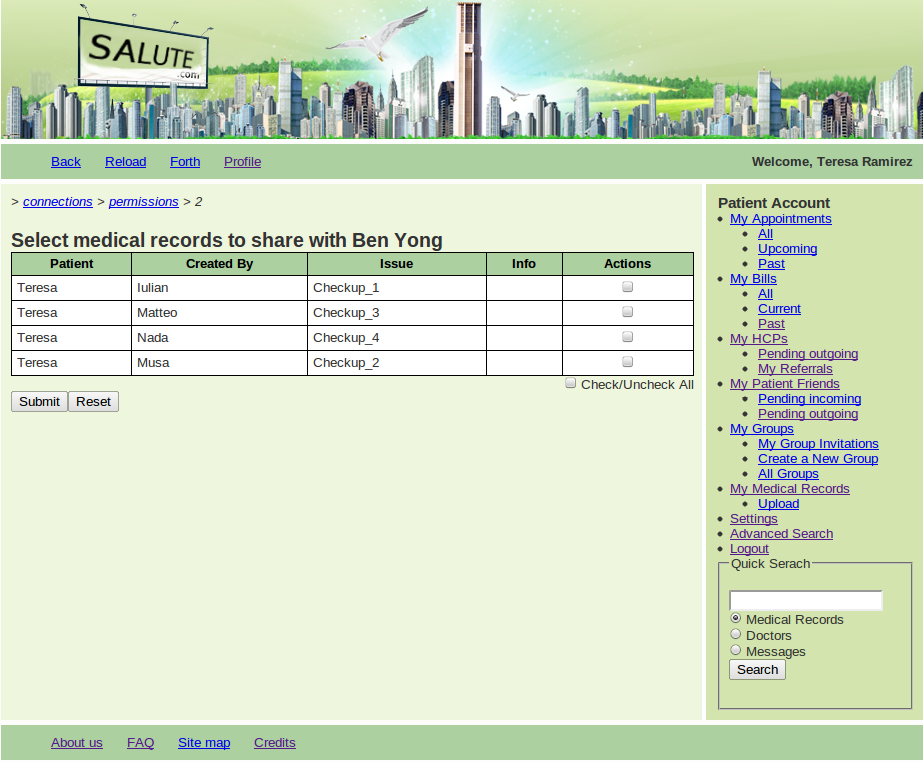 SALUTE
.com
Back Reload Forth Profile Welcome, Teresa Ramirez
> connections > permissions > 2
Select medical records to share with Ben Yong
Patient Created By Issue Info Actions
Teresa Iulian Checkup_1
Teresa Matteo Checkup_3
Teresa Nada Checkup_4
Teresa Musa Checkup_2
Check/Uncheck All
Submit Reset
Patient Account
My Appointments
All
Upcoming
Past
My Bills
All
Current
Past
My HCPs
Pending outgoing
My Referrals
My Patient Friends
Pending incoming
Pending outgoing
My Groups
My Group Invitations
Create a New Group
All Groups
My Medical Records
Upload
Settings
Advanced Search
Logout
Quick Serach
Medical Records
Doctors
Messages
Search
About us FAQ Site map Credits